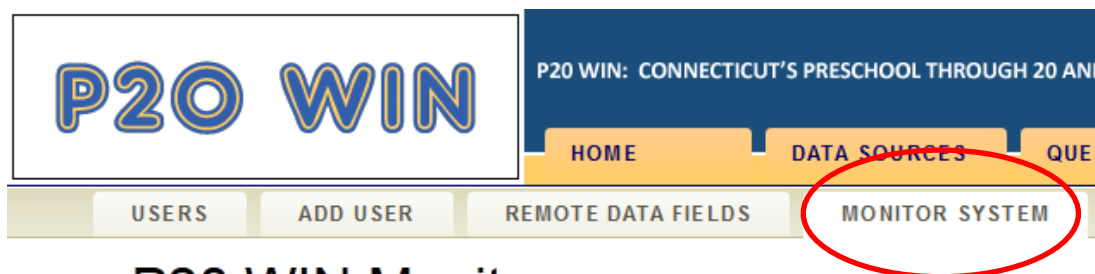 P20 WIN
P20 WIN: CONNECTICUT'S PRESCHOOL THROUGH 20 AN
HOME DATA SOURCES QUE
USERS ADD USER REMOTE DATA FIELDS MONITOR SYSTEM